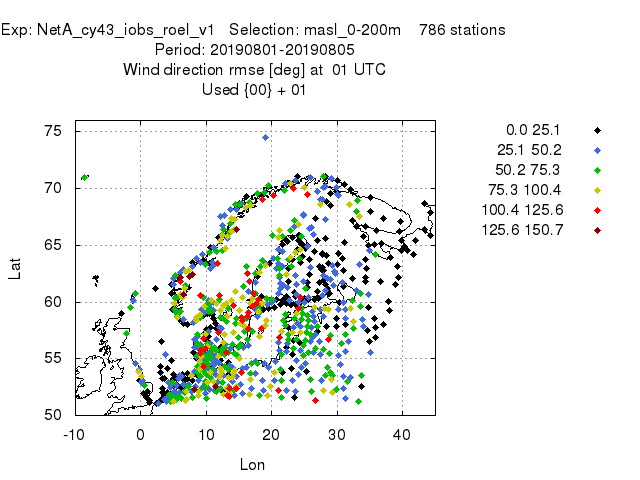 Exp: NetA_cy43_iobs_roel_v1 Selection: masl_0-200m 786 stations
Period: 20190801-20190805
Wind direction rmse [deg] at 01 UTC
Used {00} + 01
0.0 25.1
25.1 50.2
50.2 75.3
75.3 100.4
100.4 125.6
125.6 150.7
75
70
65
60
55
50
Lat
-10 0 10 20 30 40
Lon